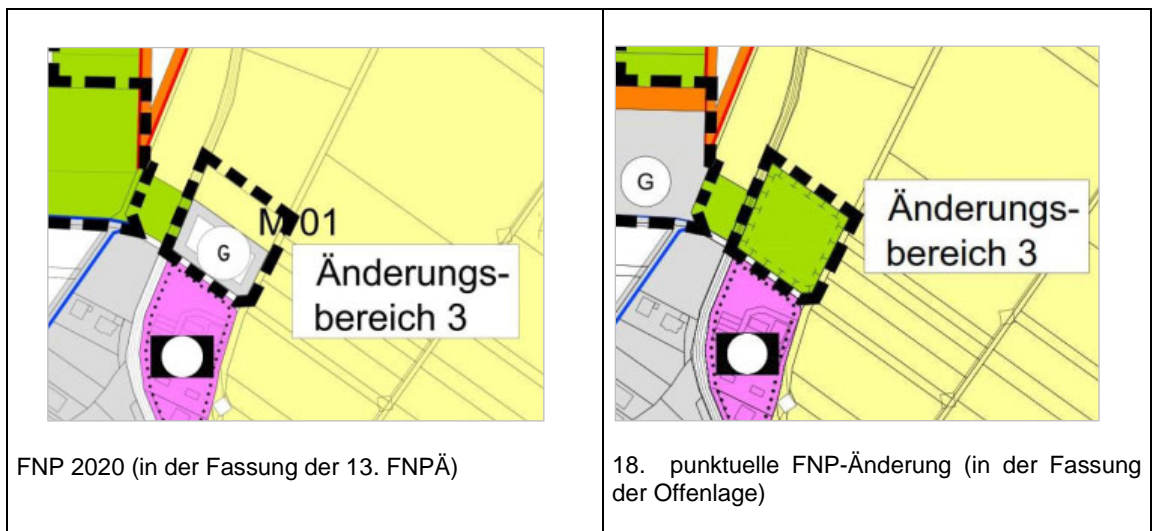 G
M 01
Änderungs-
bereich 3
FNP 2020 (in der Fassung der 13. FNPÄ)
G
Änderungs-
bereich 3
18. punktuelle FNP-Änderung (in der Fassung
der Offenlage)